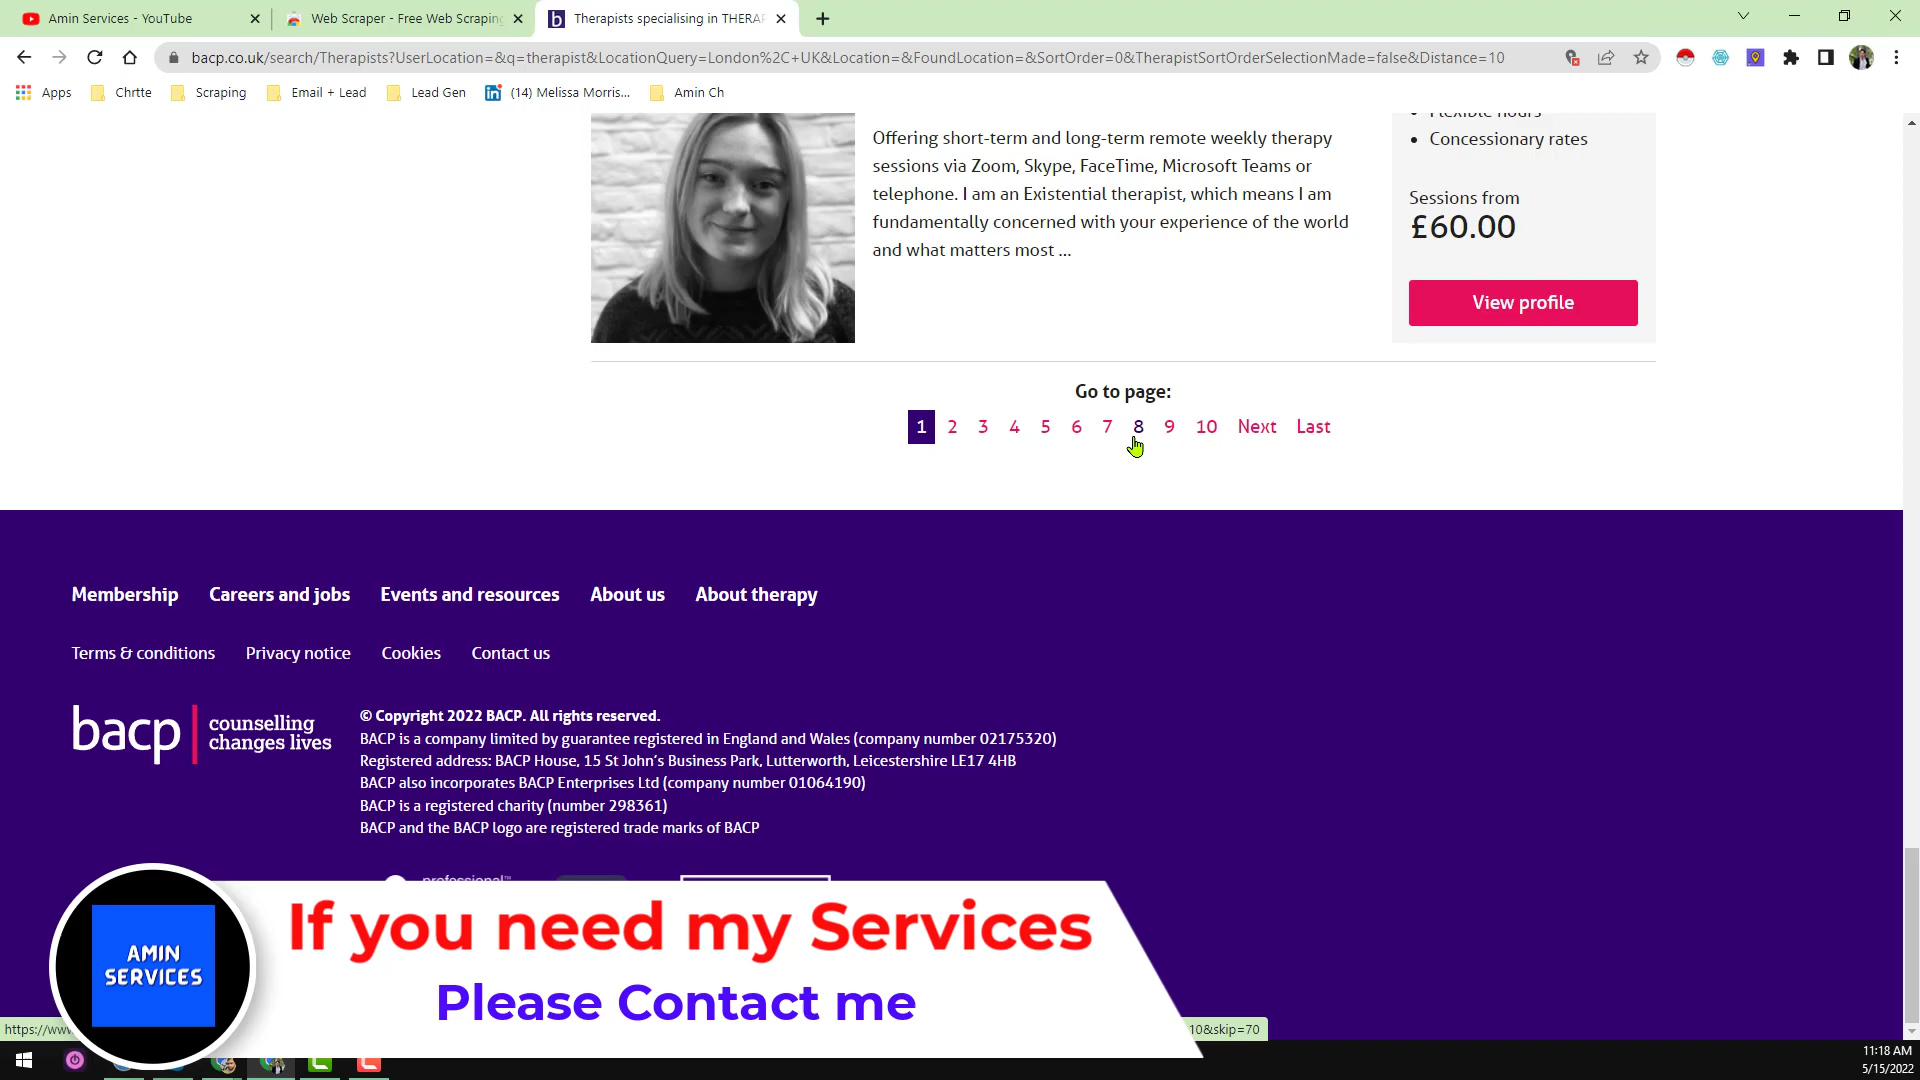 Amin Services - YouTube
Web Scraper - Free Web Scraping
Therapists specialising in THERAP
bacp.co.uk/search/Therapists?UserLocation=&q=therapist&LocationQuery=London%2C+UK&Location=&FoundLocation=&SortOrder=0&TherapistSortOrderSelectionMade=false&Distance=10
Apps
Chrtte
Scraping
Email + Lead
Lead Gen
(14) Melissa Morris...
Amin Ch
Offering short-term and long-term remote weekly therapy
sessions via Zoom, Skype, FaceTime, Microsoft Teams or
telephone. I am an Existential therapist, which means I am
fundamentally concerned with your experience of the world
and what matters most ...
• Flexible hours
• Concessionary rates
Sessions from
£60.00
View profile
Go to page:
1 2 3 4 5 6 7 8 9 10 Next Last
Membership Careers and jobs Events and resources About us About therapy
Terms & conditions Privacy notice Cookies Contact us
bacp counselling changes lives
© Copyright 2022 BACP. All rights reserved.
BACP is a company limited by guarantee registered in England and Wales (company number 02175320)
Registered address: BACP House, 15 St John's Business Park, Lutterworth, Leicestershire LE17 4HB
BACP also incorporates BACP Enterprises Ltd (company number 01064190)
BACP is a registered charity (number 298361)
BACP and the BACP logo are registered trade marks of BACP
professional™
AMIN
SERVICES
If you need my Services
Please Contact me
https://ww
10&skip=70
11:18 AM
5/15/2022